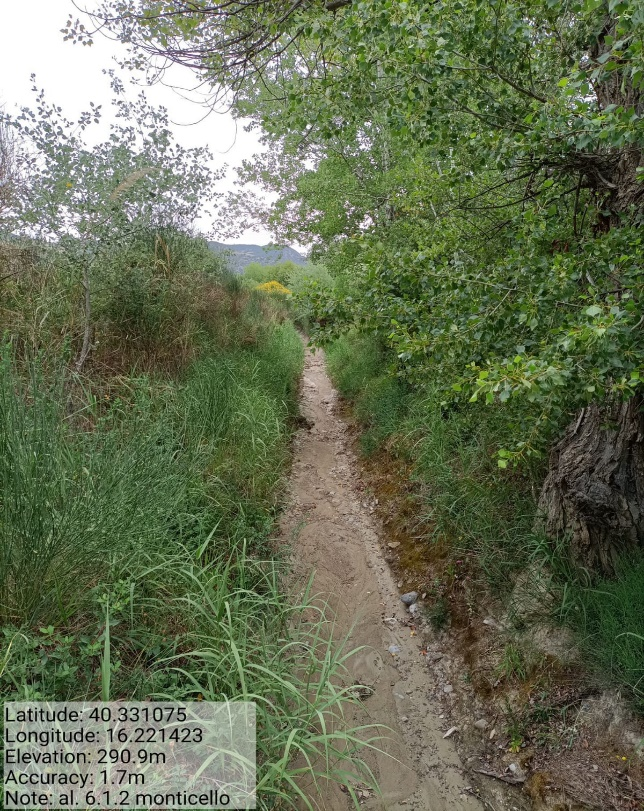 Latitude: 40.331075
Longitude: 16.221423
Elevation: 290.9m
Accuracy: 1.7m
Note: al. 6.1.2 monticello